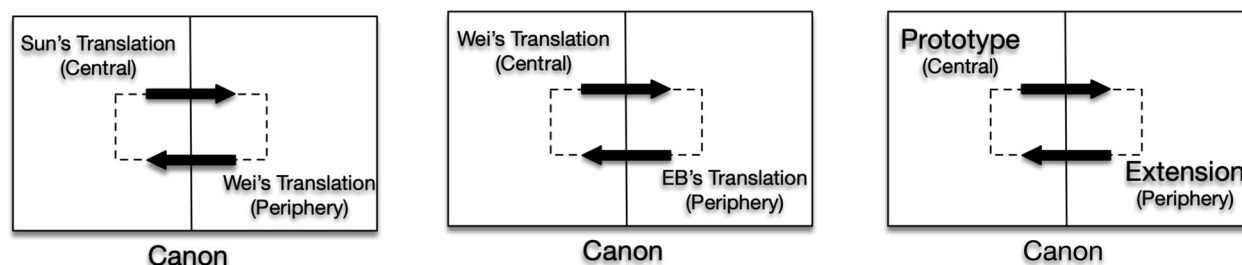 Sun's Translation
(Central)
Wei's Translation
(Periphery)
Canon
Wei's Translation
(Central)
EB's Translation
(Periphery)
Canon
Prototype
(Central)
Extension
(Periphery)
Canon